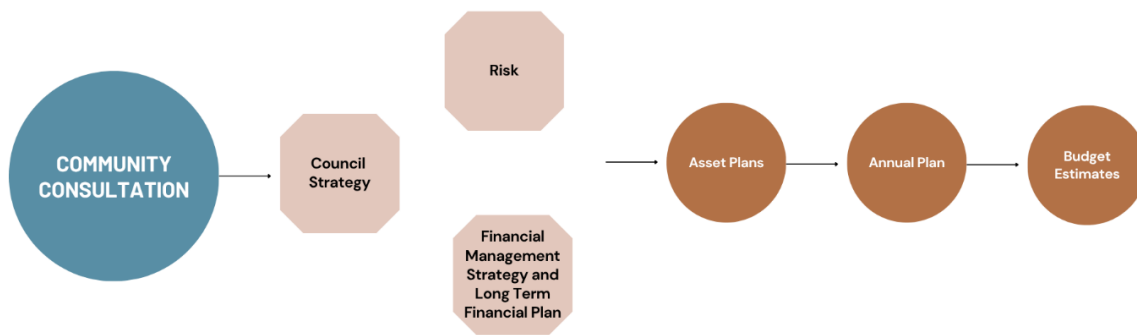 COMMUNITY
CONSULTATION
Council
Strategy
Risk
Financial
Management
Strategy and
Long Term
Financial Plan
Asset Plans
Annual Plan
Budget
Estimates